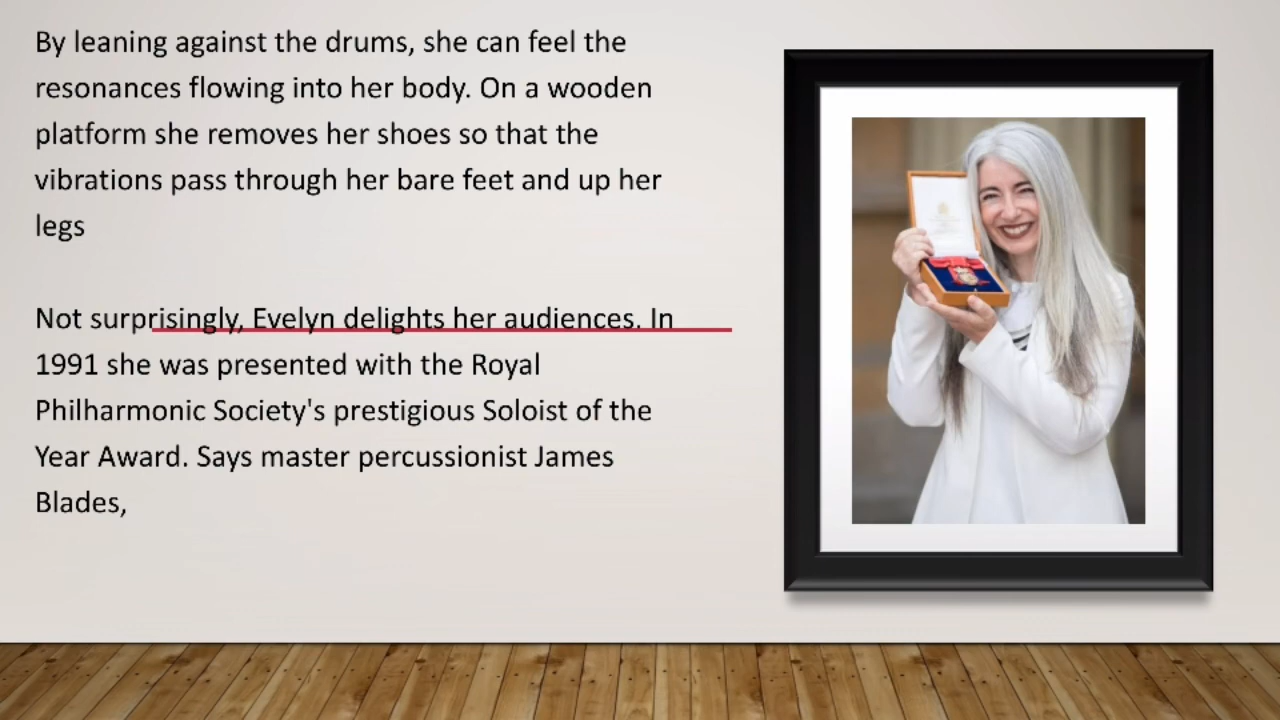 By leaning against the drums, she can feel the
resonances flowing into her body. On a wooden
platform she removes her shoes so that the
vibrations pass through her bare feet and up her
legs
Not surprisingly, Evelyn delights her audiences. In
1991 she was presented with the Royal
Philharmonic Society's prestigious Soloist of the
Year Award. Says master percussionist James
Blades,